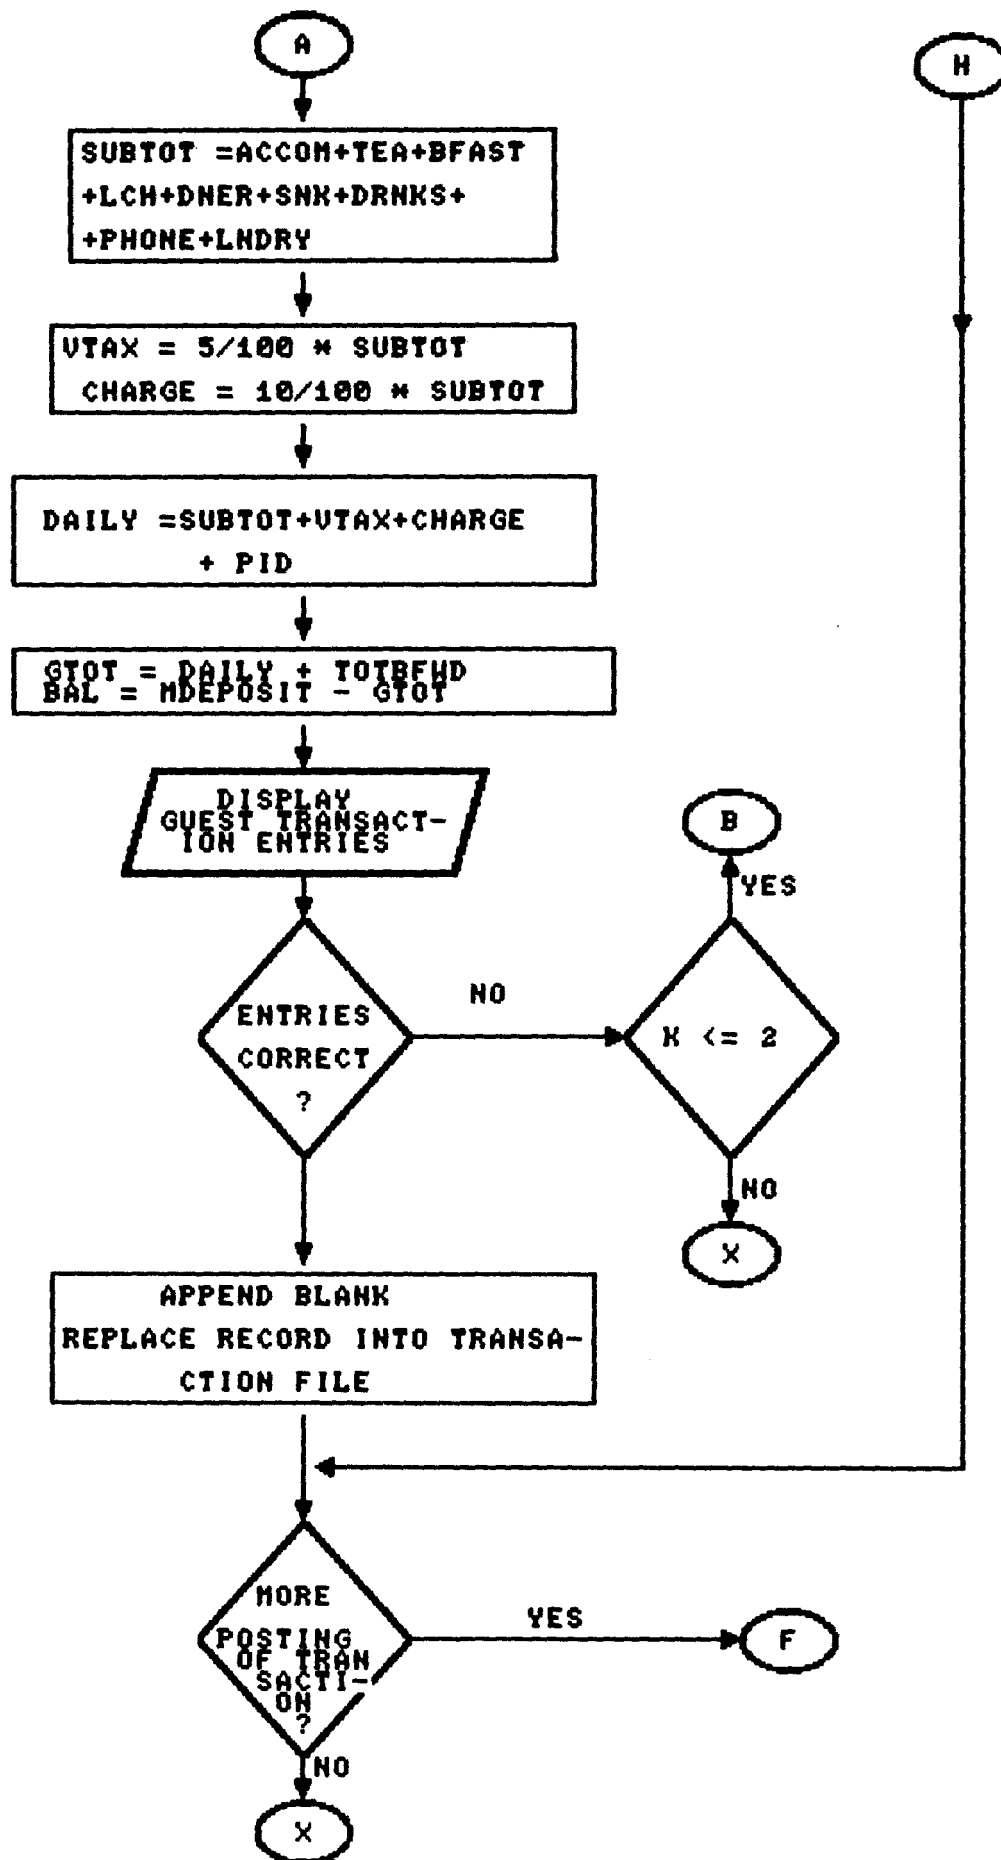 A
H
SUBTOT =ACCOM+TEA+BFAST
+LCH+DNER+SNK+DRNKS+
+PHONE+LNDRY
VTAX = 5/100 * SUBTOT
CHARGE = 10/100 * SUBTOT
DAILY =SUBTOT+VTAX+CHARGE
+ PID
GTOT = DAILY + TOTBFWD
BAL = MDEPOSIT - GTOT
DISPLAY
GUEST TRANSACT-
ION ENTRIES
B
YES
ENTRIES
CORRECT
?
NO
K <= 2
NO
X
APPEND BLANK
REPLACE RECORD INTO TRANSA-
CTION FILE
MORE
POSTING
OF TRAN
SACTI-
ON
?
YES
F
NO
X